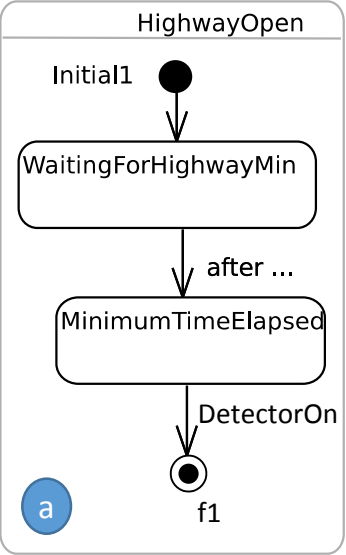 HighwayOpen
Initial1
WaitingForHighwayMin
after ...
MinimumTimeElapsed
DetectorOn
f1
a